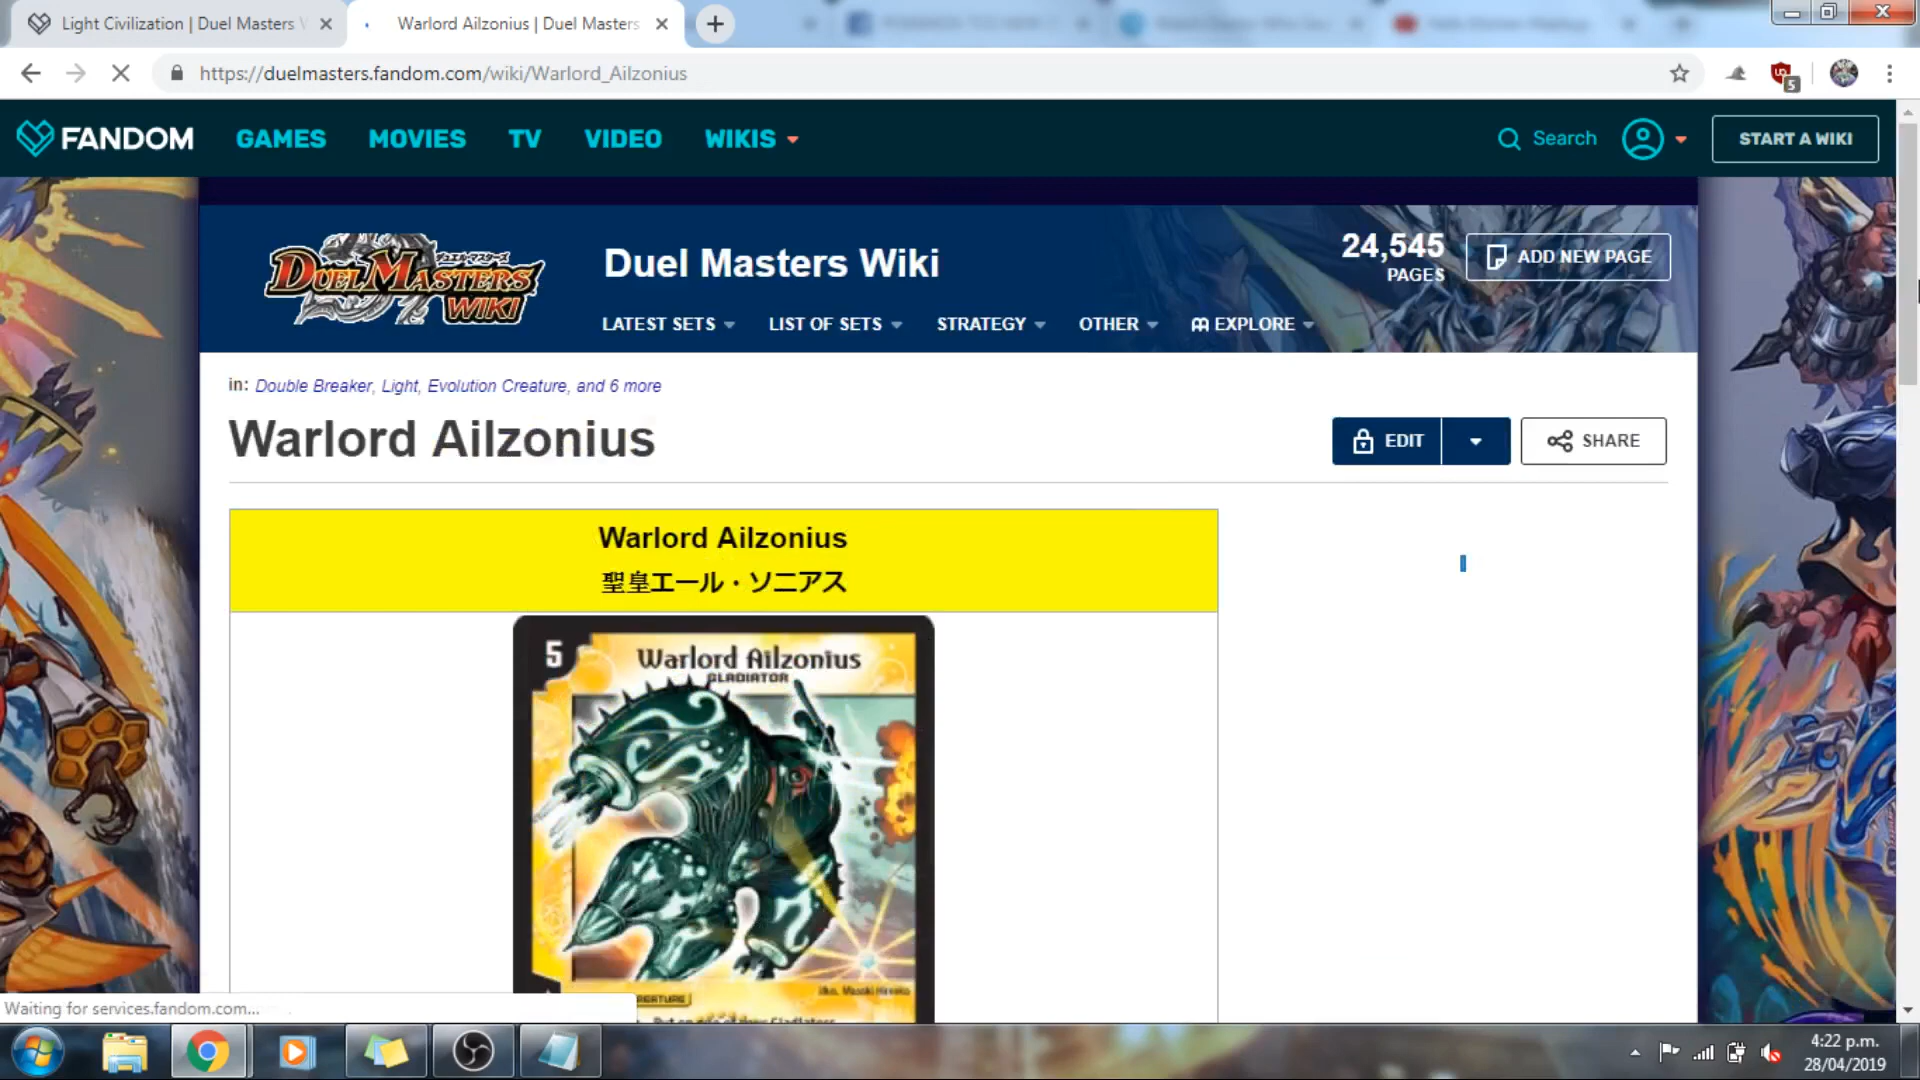 Light Civilization | Duel Masters W
Warlord Ailzonius | Duel Masters
https://duelmasters.fandom.com/wiki/Warlord_Ailzonius
5
FANDOM
GAMES
MOVIES
TV
VIDEO
WIKIS
Search
START A WIKI
DUEL MASTERS
WIKI
Duel Masters Wiki
24,545
PAGES
ADD NEW PAGE
LATEST SETS
LIST OF SETS
STRATEGY
OTHER
EXPLORE
in: Double Breaker, Light, Evolution Creature, and 6 more
Warlord Ailzonius
EDIT
SHARE
Warlord Ailzonius
聖皇エール・ソニアス
5
Warlord Ailzonius
GLADIATOR
Waiting for services.fandom.com...
4:22 p.m.
28/04/2019